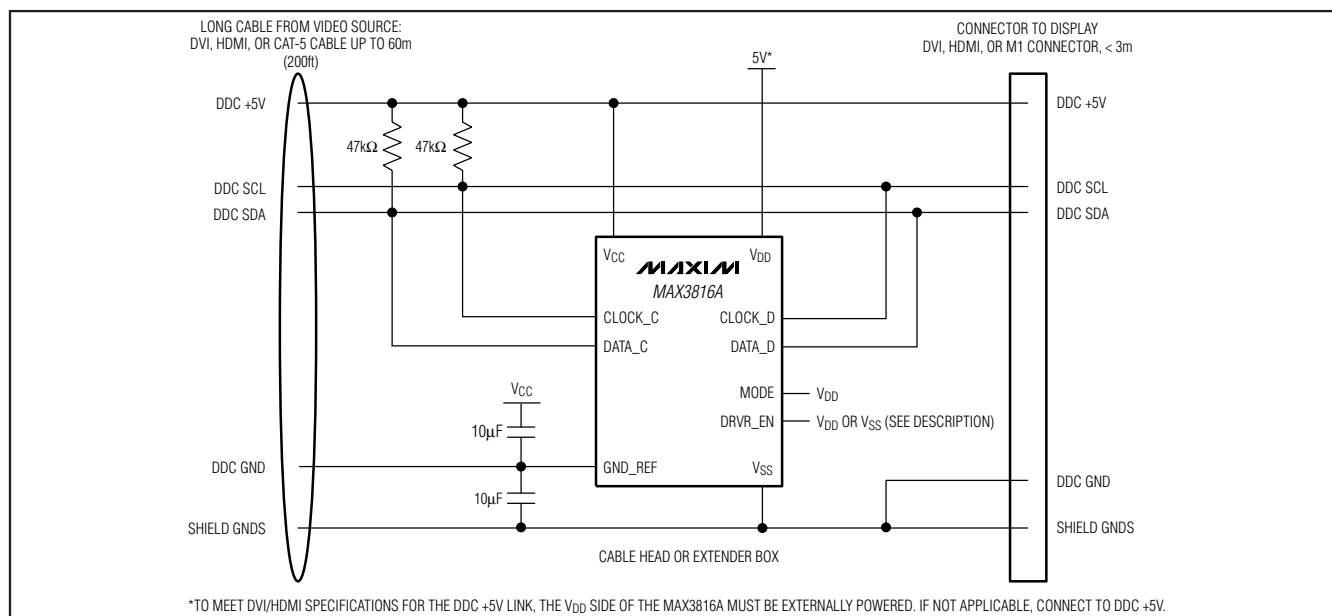 LONG CABLE FROM VIDEO SOURCE:
DVI, HDMI, OR CAT-5 CABLE UP TO 60m
(200ft)
CONNECTOR TO DISPLAY
DVI, HDMI, OR M1 CONNECTOR, < 3m
5V*
DDC +5V
DDC +5V
47kΩ
47kΩ
DDC SCL
DDC SCL
DDC SDA
DDC SDA
VCC
VDD
MAXIM
MAX3816A
CLOCK_C
CLOCK_D
DATA_C
DATA_D
VCC
MODE
VDD
10µF
DRVR_EN
VDD OR VSS (SEE DESCRIPTION)
DDC GND
GND_REF
VSS
DDC GND
10µF
SHIELD GNDS
SHIELD GNDS
CABLE HEAD OR EXTENDER BOX
*TO MEET DVI/HDMI SPECIFICATIONS FOR THE DDC +5V LINK, THE VDD SIDE OF THE MAX3816A MUST BE EXTERNALLY POWERED. IF NOT APPLICABLE, CONNECT TO DDC +5V.